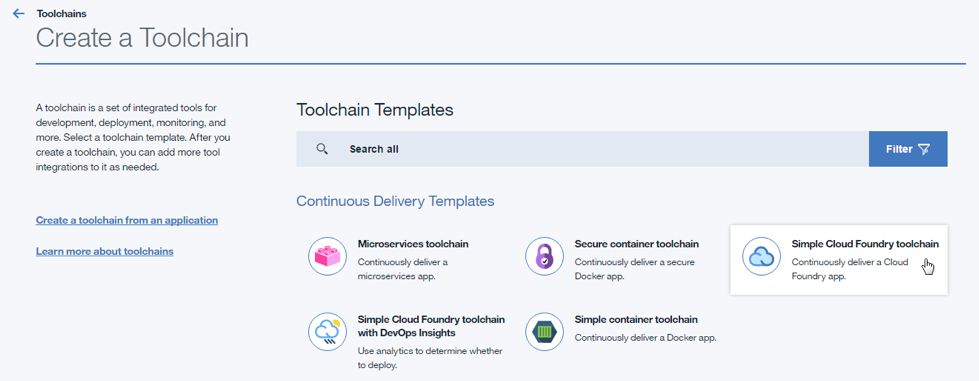 Toolchains
Create a Toolchain
A toolchain is a set of integrated tools for
development, deployment, monitoring, and
more. Select a toolchain template. After you
create a toolchain, you can add more tool
integrations to it as needed.
Create a toolchain from an application
Learn more about toolchains
Toolchain Templates
Search all
Filter
Continuous Delivery Templates
Microservices toolchain
Continuously deliver a
microservices app.
Secure container toolchain
Continuously deliver a secure
Docker app.
Simple Cloud Foundry toolchain
Continuously deliver a Cloud
Foundry app.
Simple Cloud Foundry toolchain
with DevOps Insights
Use analytics to determine whether
to deploy.
Simple container toolchain
Continuously deliver a Docker app.